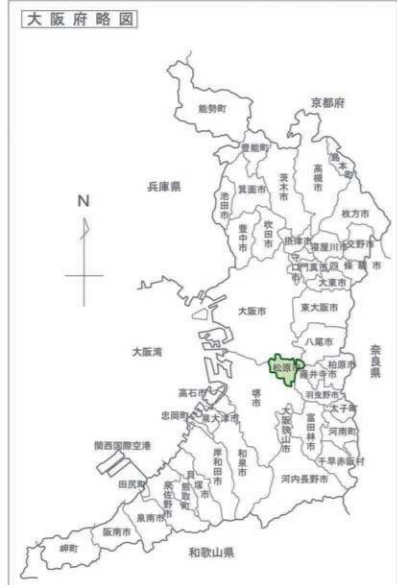 大阪府略図
能勢町
京都府
豊能町
島本町
高槻市
茨木市
兵庫県
箕面市
池田市
枚方市
豊中市
吹田市
N
摂津市
寝屋川市
交野市
守口市
門真市
四條畷市
大東市
大阪市
東大阪市
八尾市
大阪湾
奈良県
松原市
柏原市
藤井寺市
高石市
堺市
羽曳野市
太子町
忠岡町
泉大津市
大阪狭山市
富田林市
河南町
関西国際空港
岸和田市
和泉市
千早赤阪村
貝塚市
田尻町
泉佐野市
熊取町
河内長野市
泉南市
阪南市
岬町
和歌山県